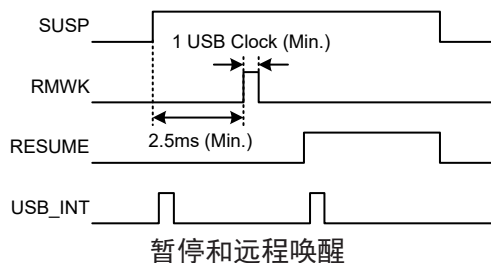 SUSP
1 USB Clock (Min.)
RMWK
2.5ms (Min.)
RESUME
USB_INT
暂停和远程唤醒